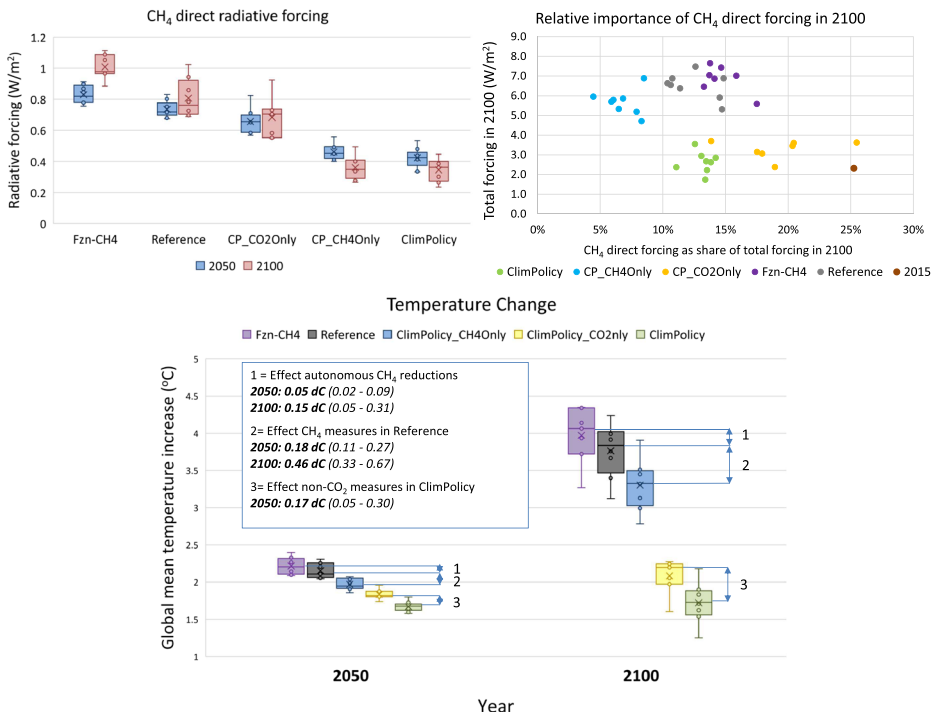 CH₄ direct radiative forcing
Radiative forcing (W/m²)
1.2
1
0.8
0.6
0.4
0.2
0
Fzn-CH4 Reference CP_CO2Only CP_CH4Only ClimPolicy
2050 2100
Relative importance of CH₄ direct forcing in 2100
Total forcing in 2100 (W/m²)
9.0
8.0
7.0
6.0
5.0
4.0
3.0
2.0
1.0
0.0
0% 5% 10% 15% 20% 25% 30%
CH₄ direct forcing as share of total forcing in 2100
ClimPolicy CP_CH4Only CP_CO2Only Fzn-CH4 Reference 2015
Temperature Change
Fzn-CH4 Reference ClimPolicy_CH4Only ClimPolicy_CO2nly ClimPolicy
Global mean temperature increase (°C)
5
4.5
4
3.5
3
2.5
2
1.5
1
1 = Effect autonomous CH₄ reductions
2050: 0.05 dC (0.02 - 0.09)
2100: 0.15 dC (0.05 - 0.31)
2= Effect CH₄ measures in Reference
2050: 0.18 dC (0.11 - 0.27)
2100: 0.46 dC (0.33 - 0.67)
3= Effect non-CO₂ measures in ClimPolicy
2050: 0.17 dC (0.05 - 0.30)
1
2
3
1
2
3
2050 2100
Year